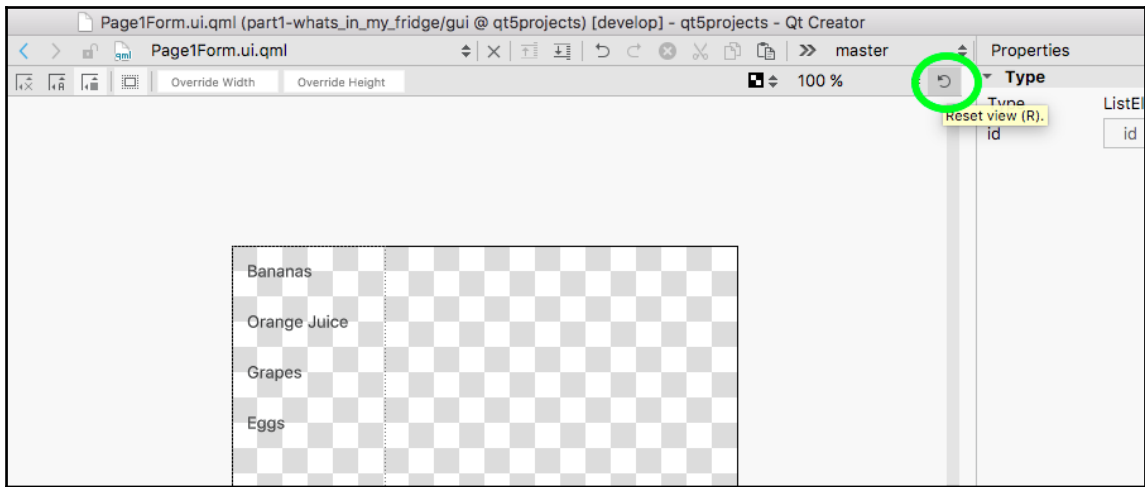 Page1Form.ui.qml (part1-whats_in_my_fridge/gui @ qt5projects) [develop] - qt5projects - Qt Creator
qml Page1Form.ui.qml master Properties
Override Width Override Height 100 % Type
Type ListEl
Reset view (R).
id id
Bananas
Orange Juice
Grapes
Eggs